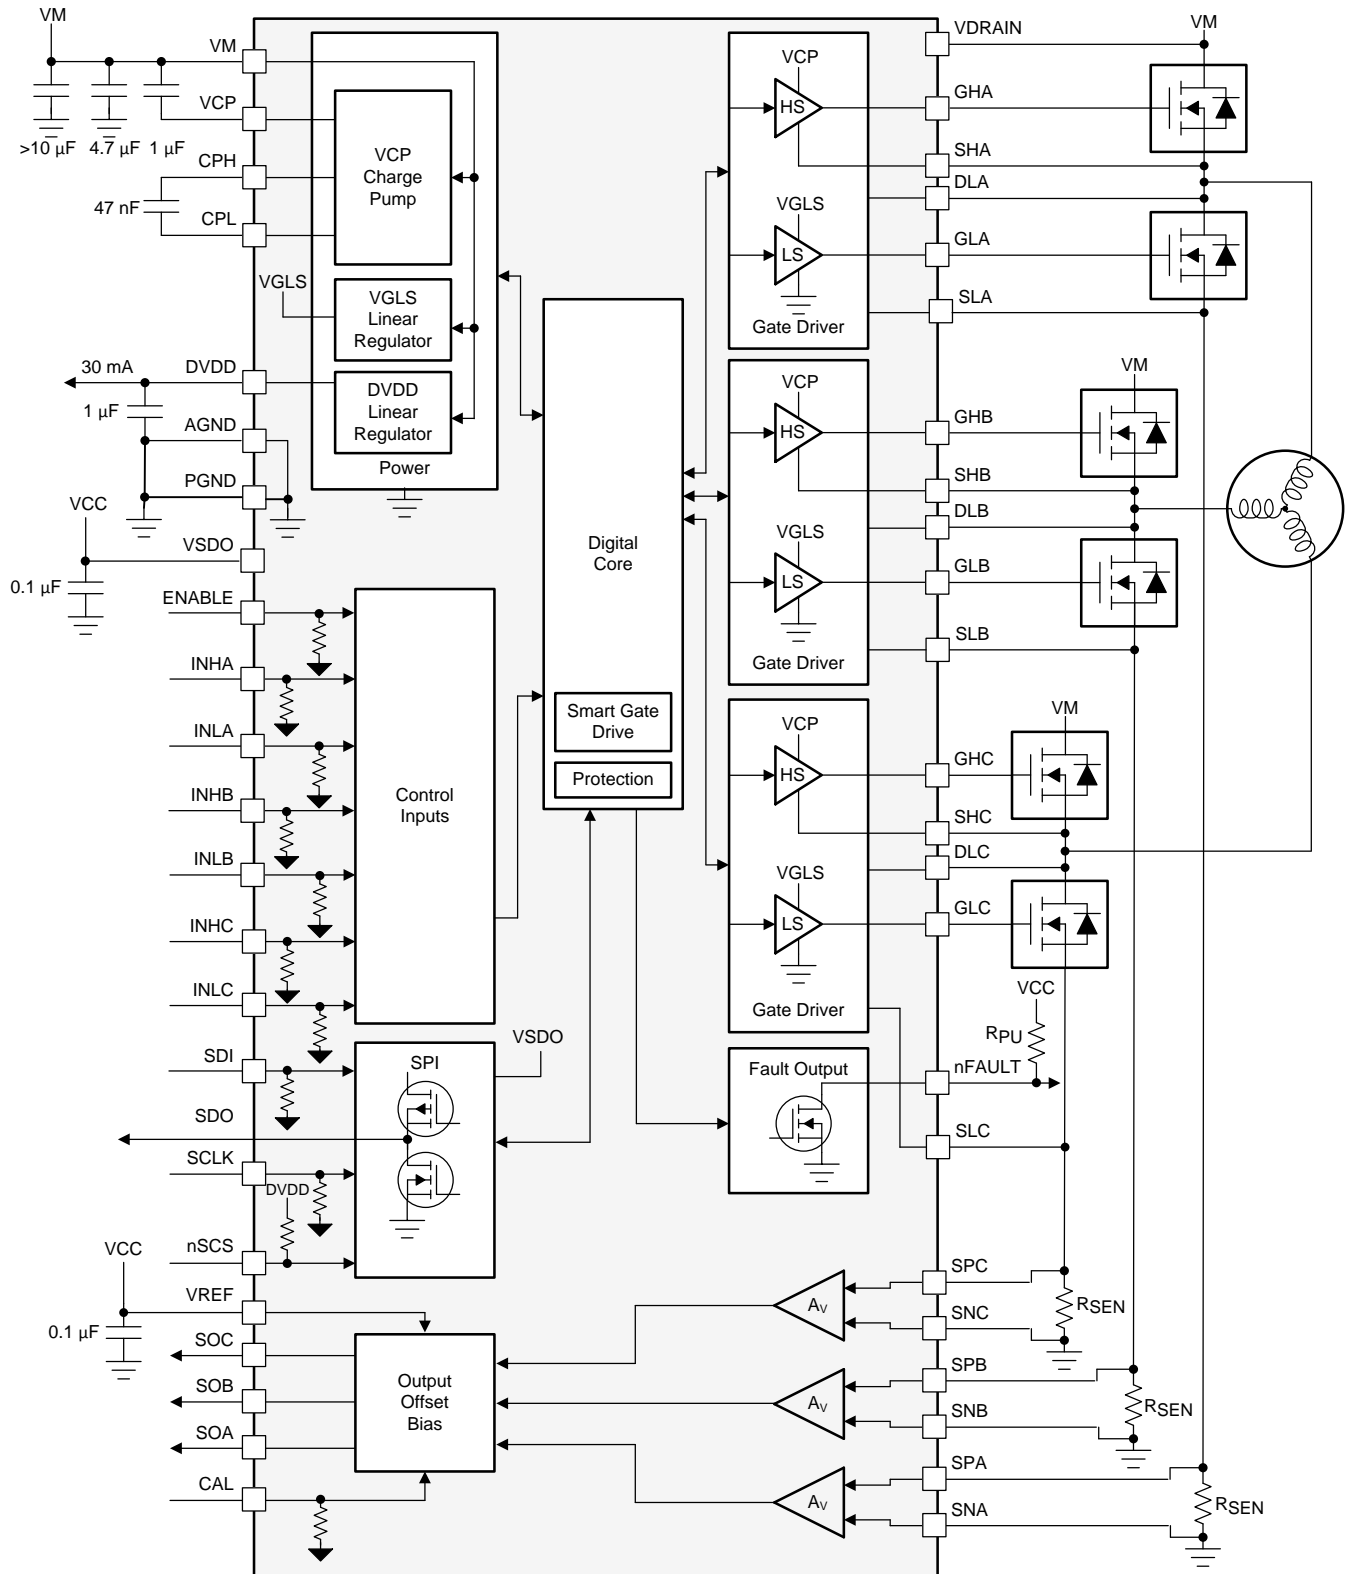 VM
VM
>10 µF
4.7 µF
1 µF
VCP
CPH
47 nF
CPL
VGLS
30 mA
DVDD
1 µF
AGND
PGND
VCC
VSDO
0.1 µF
ENABLE
INHA
INLA
INHB
INLB
INHC
INLC
SDI
SDO
SCLK
DVDD
nSCS
VCC
VREF
0.1 µF
SOC
SOB
SOA
CAL
VCP
Charge
Pump
VGLS
Linear
Regulator
DVDD
Linear
Regulator
Power
Control
Inputs
SPI
VSDO
Output
Offset
Bias
Digital
Core
Smart Gate
Drive
Protection
VCP
HS
VGLS
LS
Gate Driver
VCP
HS
VGLS
LS
Gate Driver
VCP
HS
VGLS
LS
Gate Driver
Fault Output
AV
AV
AV
VDRAIN
VM
GHA
SHA
DLA
GLA
SLA
VM
GHB
SHB
DLB
GLB
SLB
VM
GHC
SHC
DLC
GLC
VCC
RPU
nFAULT
SLC
SPC
RSEN
SNC
SPB
RSEN
SNB
SPA
RSEN
SNA